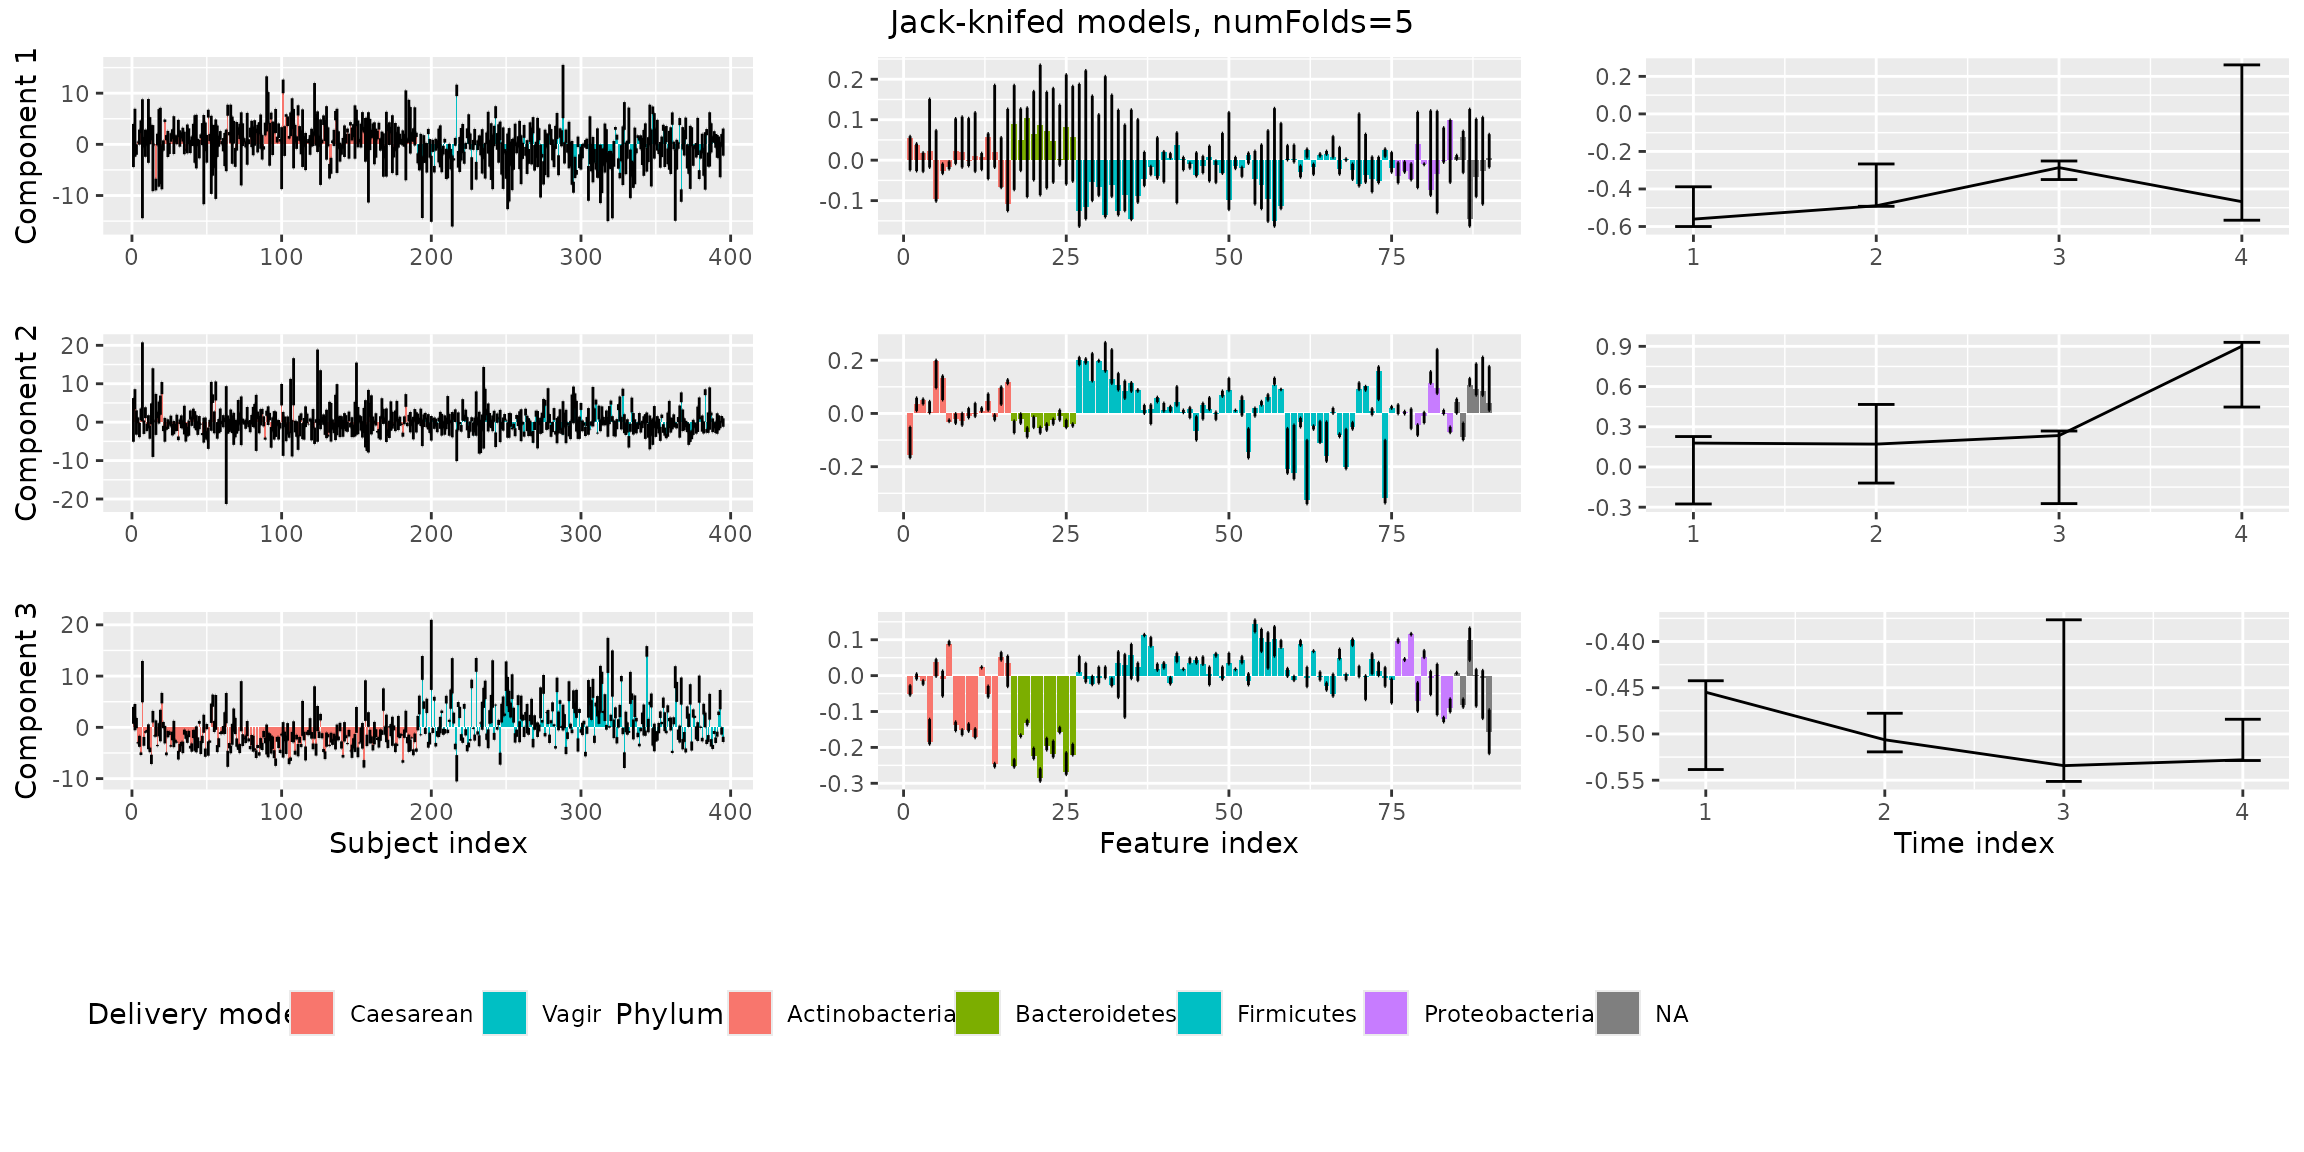 Jack-knifed models, numFolds=5
Component 1
10
0
-10
0 100 200 300 400
0.2
0.1
0.0
-0.1
0 25 50 75
0.2
0.0
-0.2
-0.4
-0.6
1 2 3 4
Component 2
20
10
0
-10
-20
0 100 200 300 400
0.2
0.0
-0.2
0 25 50 75
0.9
0.6
0.3
0.0
-0.3
1 2 3 4
Component 3
20
10
0
-10
0 100 200 300 400
Subject index
0.1
0.0
-0.1
-0.2
-0.3
0 25 50 75
Feature index
-0.40
-0.45
-0.50
-0.55
1 2 3 4
Time index
Delivery mode Caesarean Vagir Phylum Actinobacteria Bacteroidetes Firmicutes Proteobacteria NA